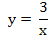 y = 3/x